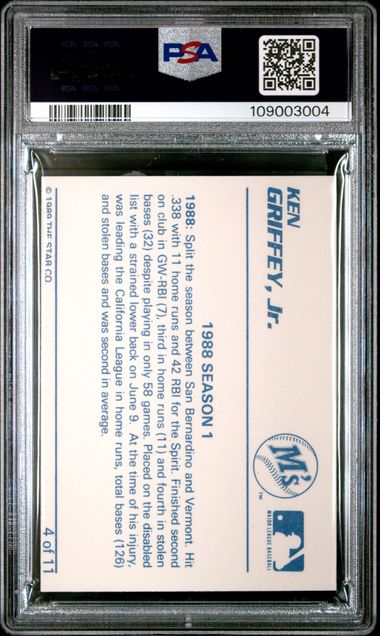 PSA
109003004
KEN
GRIFFEY, Jr.
M's
TM
MAJOR LEAGUE BASEBALL
1988 SEASON 1
1988: Split the season between San Bernardino and Vermont. Hit
338 with 11 home runs and 42 RBI for the Spirit. Finished second
on club in GW-RBI (7), third in home runs (11) and fourth in stolen
bases (32) despite playing in only 58 games. Placed on the disabled
list with a strained lower back on June 9. At the time of his injury,
was leading the California League in home runs, total bases (126)
and stolen bases and was second in average.
© 1989 THE STAR CO.
4 of 11